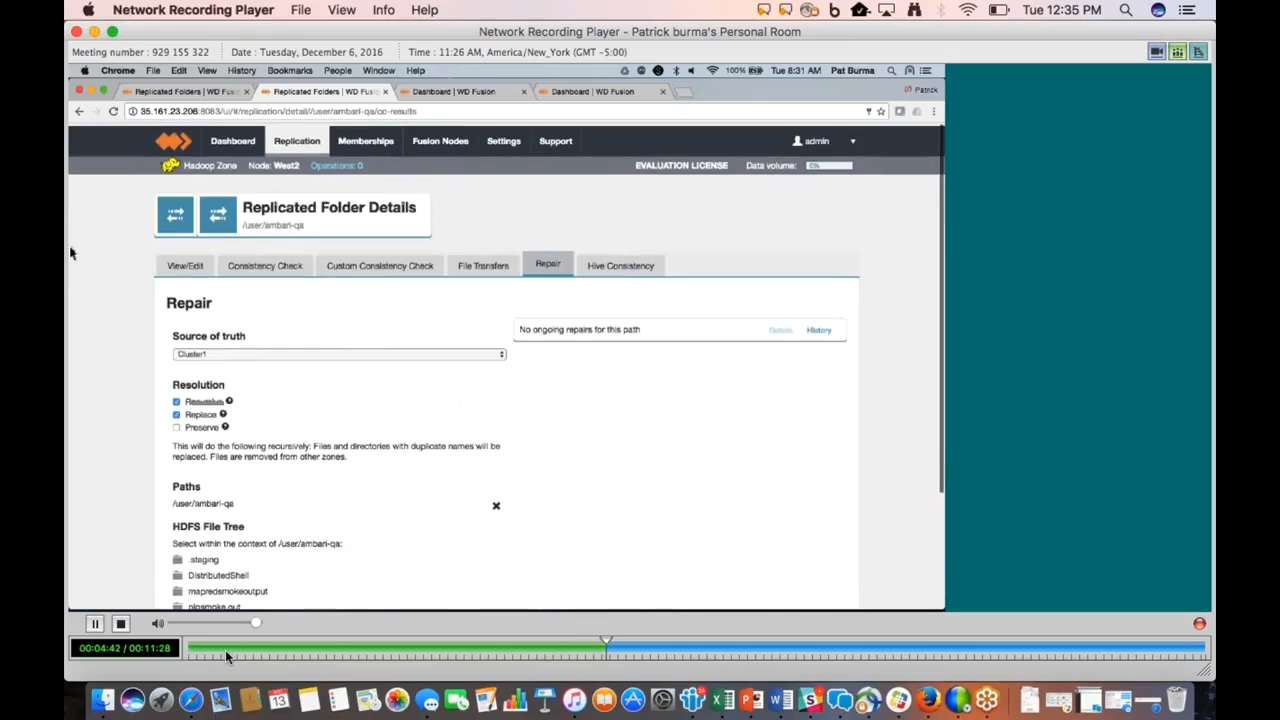 Network Recording Player File View Info Help Tue 12:35 PM
Network Recording Player - Patrick burma's Personal Room
Meeting number : 929 155 322 Date : Tuesday, December 6, 2016 Time : 11:26 AM, America/New_York (GMT -5:00)
Chrome File Edit View History Bookmarks People Window Help 100% Tue 8:31 AM Pat Burma
Replicated Folders | WD Fusi Replicated Folders | WD Fusi Dashboard | WD Fusion Dashboard | WD Fusion Patrick
35.161.23.206:8083/ui/#/replication/detail//user/ambari-qa/cc-results
Dashboard Replication Memberships Fusion Nodes Settings Support admin
Hadoop Zone Node: West2 Operations: 0 EVALUATION LICENSE Data volume: 0%
Replicated Folder Details
/user/ambari-qa
View/Edit Consistency Check Custom Consistency Check File Transfers Repair Hive Consistency
Repair
No ongoing repairs for this path Details History
Source of truth
Cluster1
Resolution
Recursive
Replace
Preserve
This will do the following recursively: Files and directories with duplicate names will be
replaced. Files are removed from other zones.
Paths
/user/ambari-qa
HDFS File Tree
Select within the context of /user/ambari-qa:
.staging
DistributedShell
mapredsmokeoutput
pigsmoke.out
00:04:42 / 00:11:28
13